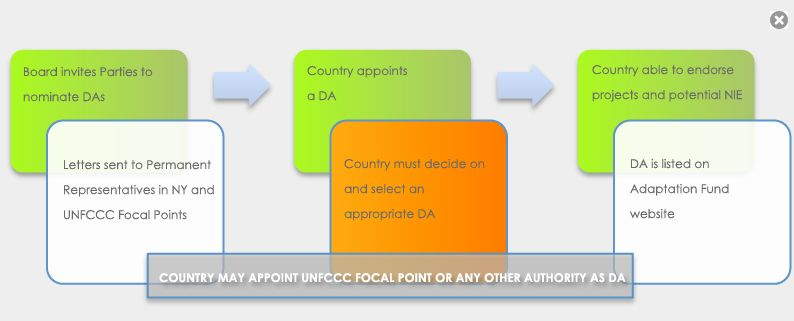 Board invites Parties to
nominate DAs
Letters sent to Permanent
Representatives in NY and
UNFCCC Focal Points
Country appoints
a DA
Country must decide on
and select an
appropriate DA
Country able to endorse
projects and potential NIE
DA is listed on
Adaptation Fund
website
COUNTRY MAY APPOINT UNFCCC FOCAL POINT OR ANY OTHER AUTHORITY AS DA